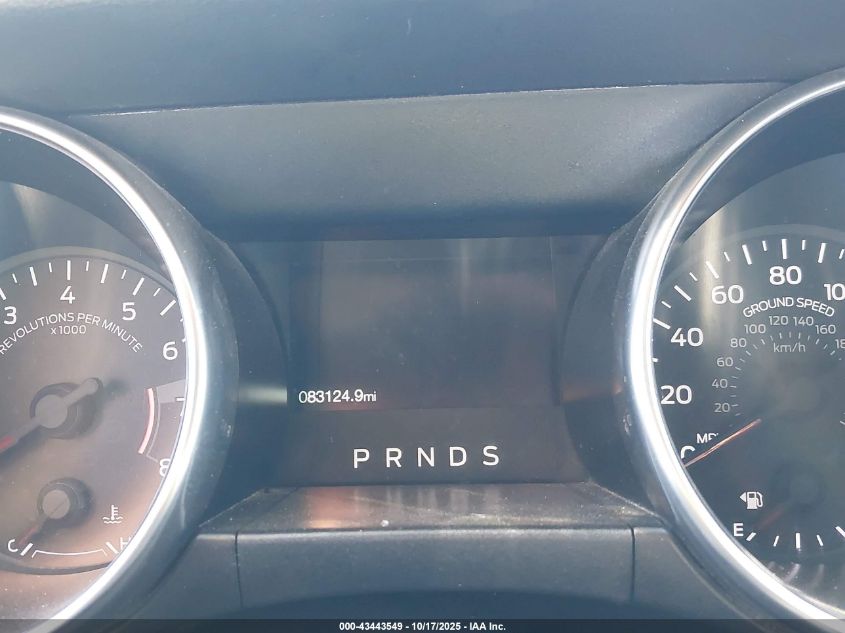 3 4 5 6 7 8
REVOLUTIONS PER MINUTE
x1000
C H
083124.9mi
P R N D S
20 40 60 80
GROUND SPEED
20 40 60 80 100 120 140 160
km/h
E
000-43443549 - 10/17/2025 - IAA Inc.